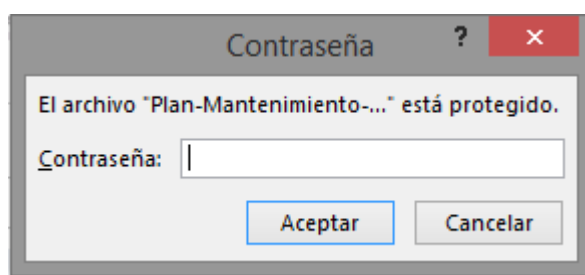 Contraseña ? ×
El archivo "Plan-Mantenimiento-..." está protegido.
Contraseña:
Aceptar Cancelar